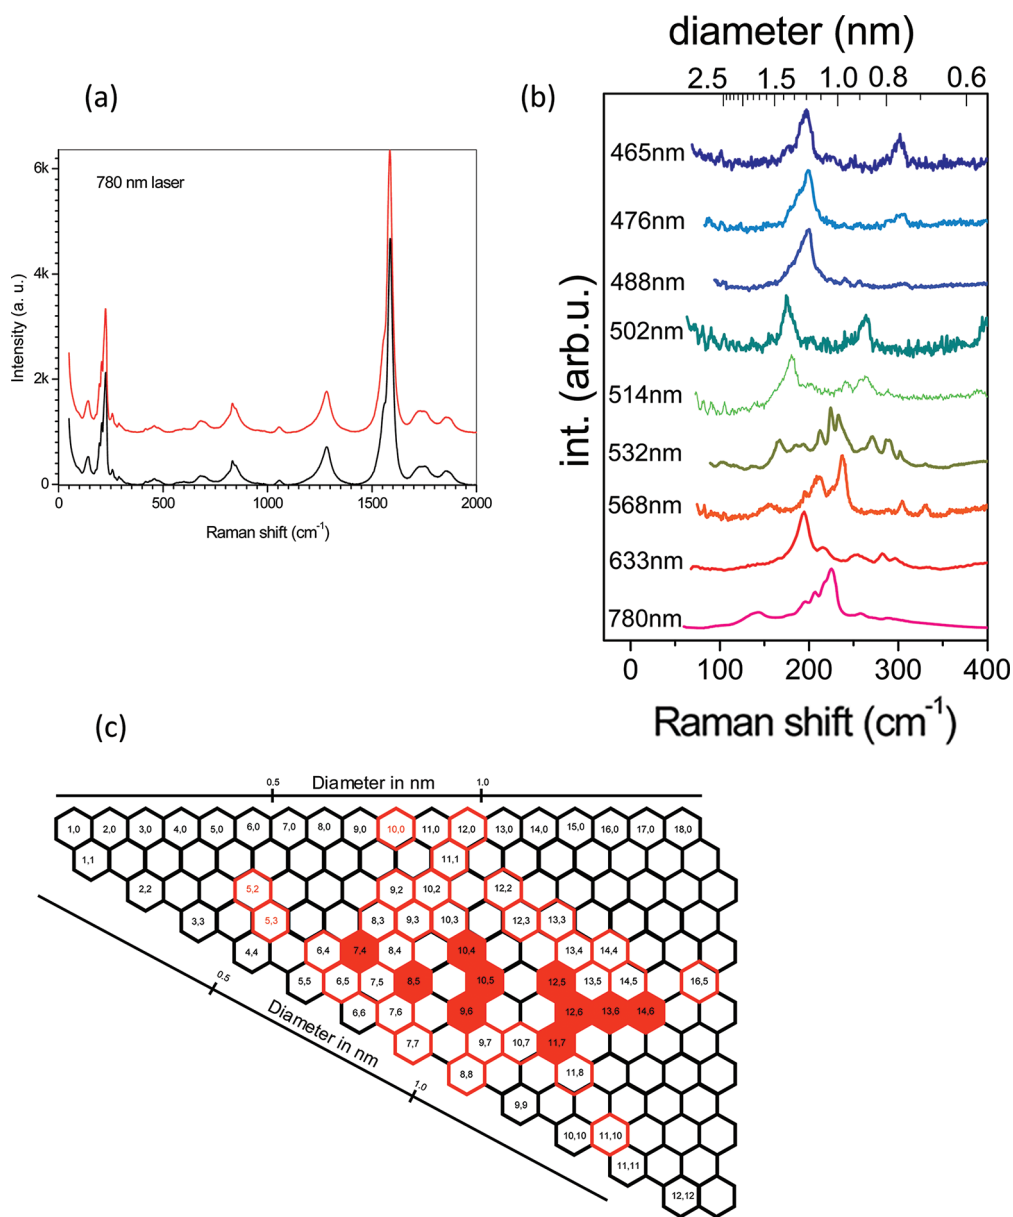 (a)
780 nm laser
6k
4k
2k
0
0 500 1000 1500 2000
Intensity (a. u.)
Raman shift (cm-1)
(b)
diameter (nm)
2.5 1.5 1.0 0.8 0.6
465nm
476nm
488nm
502nm
514nm
532nm
568nm
633nm
780nm
int. (arb.u.)
0 100 200 300 400
Raman shift (cm-1)
(c)
Diameter in nm
0.5 1.0
1,0 2,0 3,0 4,0 5,0 6,0 7,0 8,0 9,0 10,0 11,0 12,0 13,0 14,0 15,0 16,0 17,0 18,0
1,1 11,1
2,2 5,2 9,2 10,2 12,2
3,3 5,3 8,3 9,3 10,3 12,3 13,3
4,4 6,4 7,4 8,4 10,4 13,4 14,4
5,5 6,5 7,5 8,5 10,5 12,5 13,5 14,5 16,5
6,6 7,6 9,6 12,6 13,6 14,6
7,7 9,7 10,7 11,7
8,8 11,8
9,9
10,10 11,10
11,11
12,12
0.5
Diameter in nm
1.0